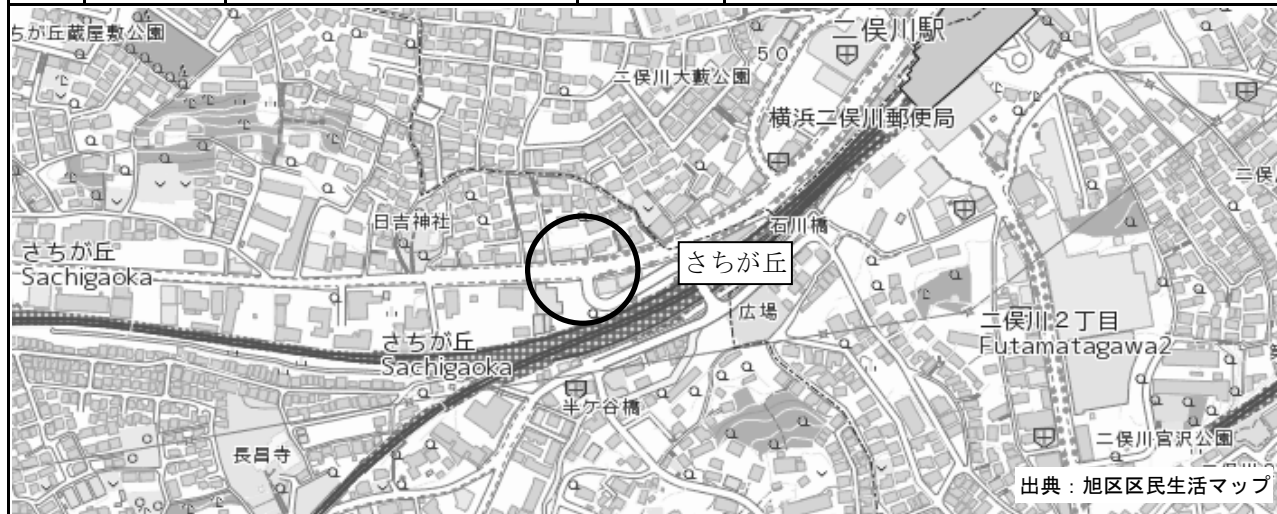 ちが丘蔵屋敷公園
二俣川駅
50
二俣川大藪公園
横浜二俣川郵便局
二俣
日吉神社
石川橋
さちが丘
Sachigaoka
さちが丘
広場
二俣川2丁目
Futamatagawa2
さちが丘
Sachigaoka
半ケ谷橋
長昌寺
二俣川宮沢公園
出典:旭区区民生活マップ